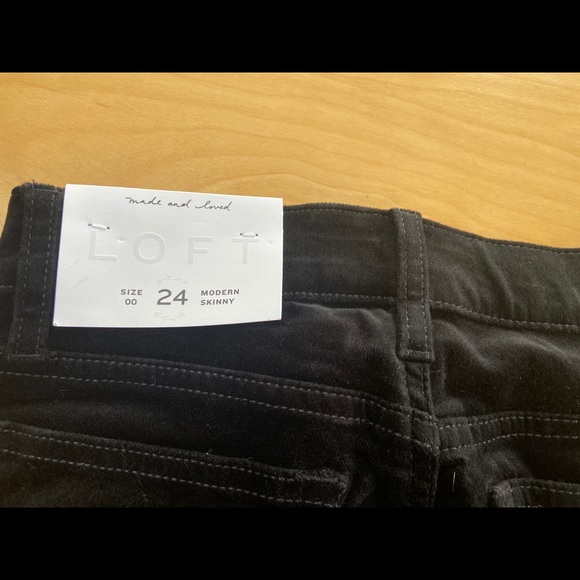 made and loved
LOFT
SIZE 00 24 MODERN SKINNY